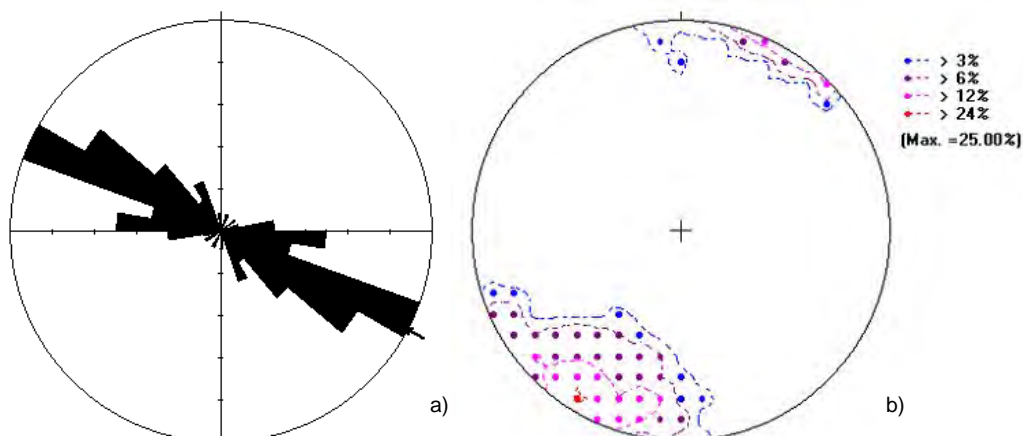 > 3%
> 6%
> 12%
> 24%
(Max. =25.00%)
a)
b)